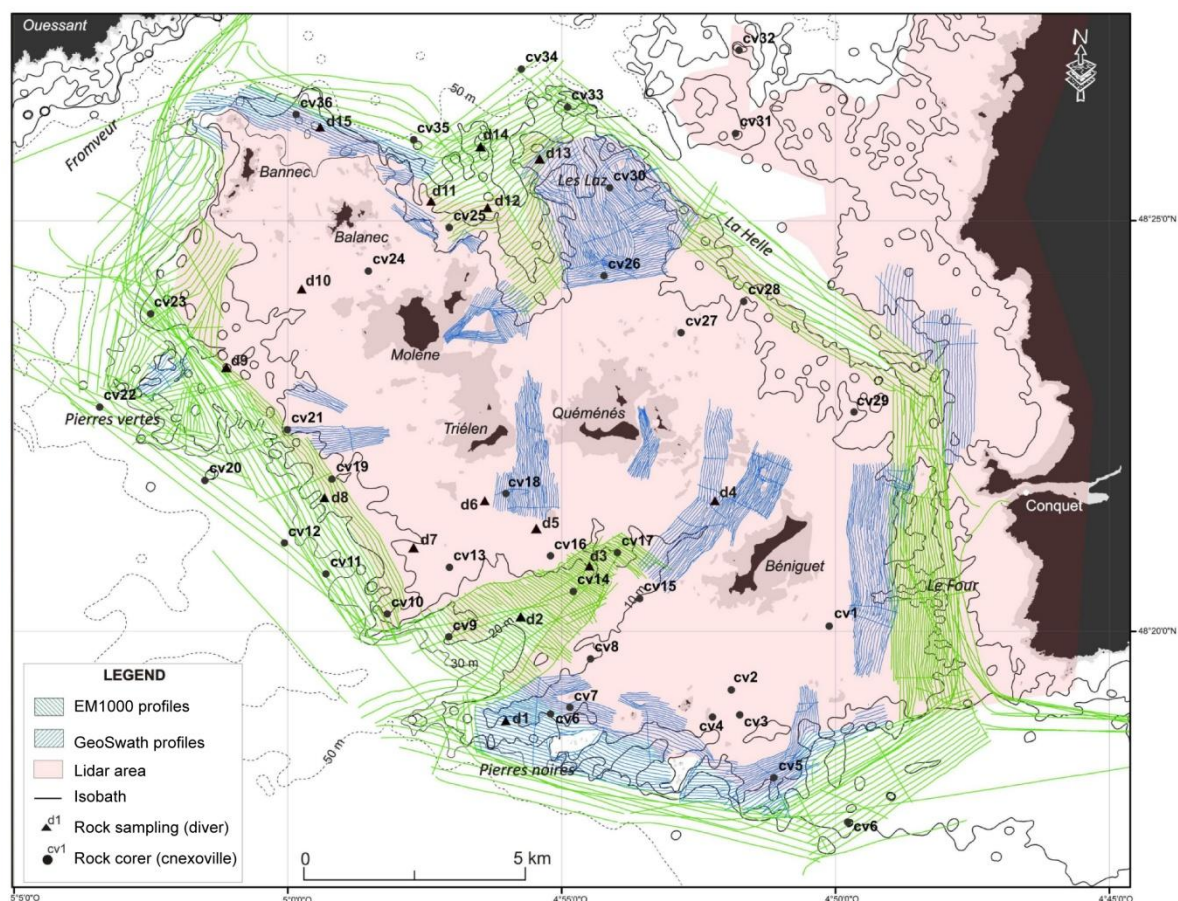 Ouessant
N
cv32
cv34
50 m
cv33
cv36
d15
cv35
d14
cv31
Fromveur
d13
Bannec
Les Laz
cv30
d11
d12
cv25
48°25'0"N
Balanec
La Helle
cv24
cv26
d10
cv28
cv23
cv27
Molène
d9
cv22
cv29
Pierres vertes
cv21
Quéménés
Triélen
cv20
cv19
cv18
d8
d6
d4
Conquet
d5
cv12
d7
cv16
cv17
cv13
d3
Béniguet
cv11
cv14
cv15
Le Four
10 m
cv10
d2
cv1
20 m
cv9
48°20'0"N
30 m
cv8
cv2
cv7
d1
cv6
cv4
cv3
50 m
Pierres noires
cv5
cv6
LEGEND
EM1000 profiles
GeoSwath profiles
Lidar area
Isobath
d1 Rock sampling (diver)
cv1 Rock corer (cnexoville)
0 5 km
5°5'0"O 5°0'0"O 4°55'0"O 4°50'0"O 4°45'0"O